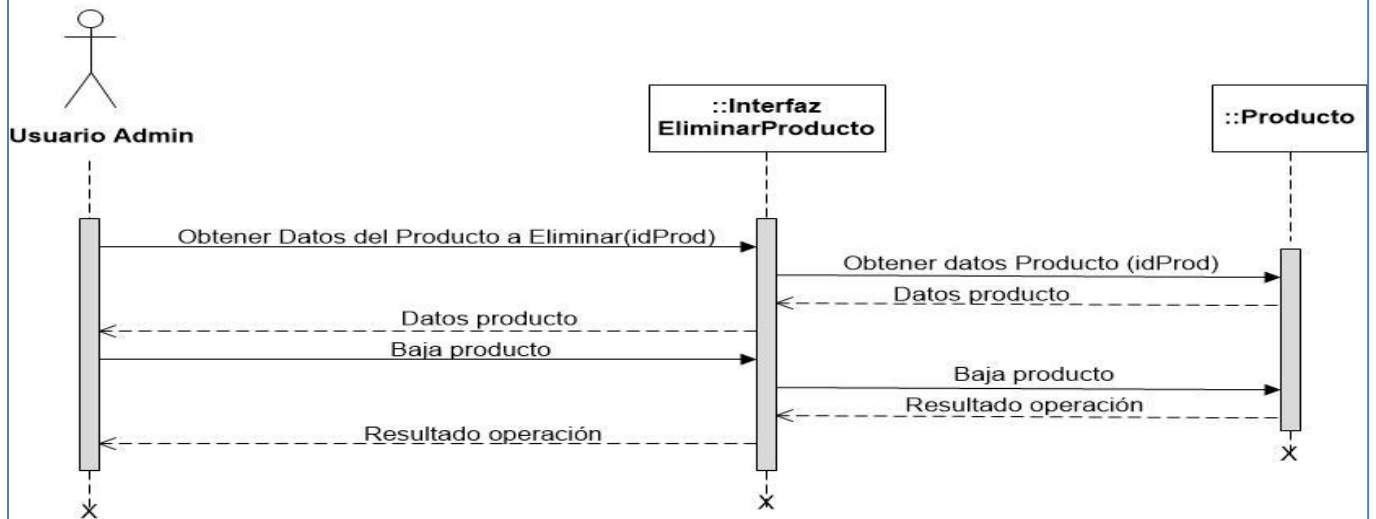 Usuario Admin
::Interfaz
EliminarProducto
::Producto
Obtener Datos del Producto a Eliminar(idProd)
Obtener datos Producto (idProd)
Datos producto
Datos producto
Baja producto
Baja producto
Resultado operación
Resultado operación
X
X
X